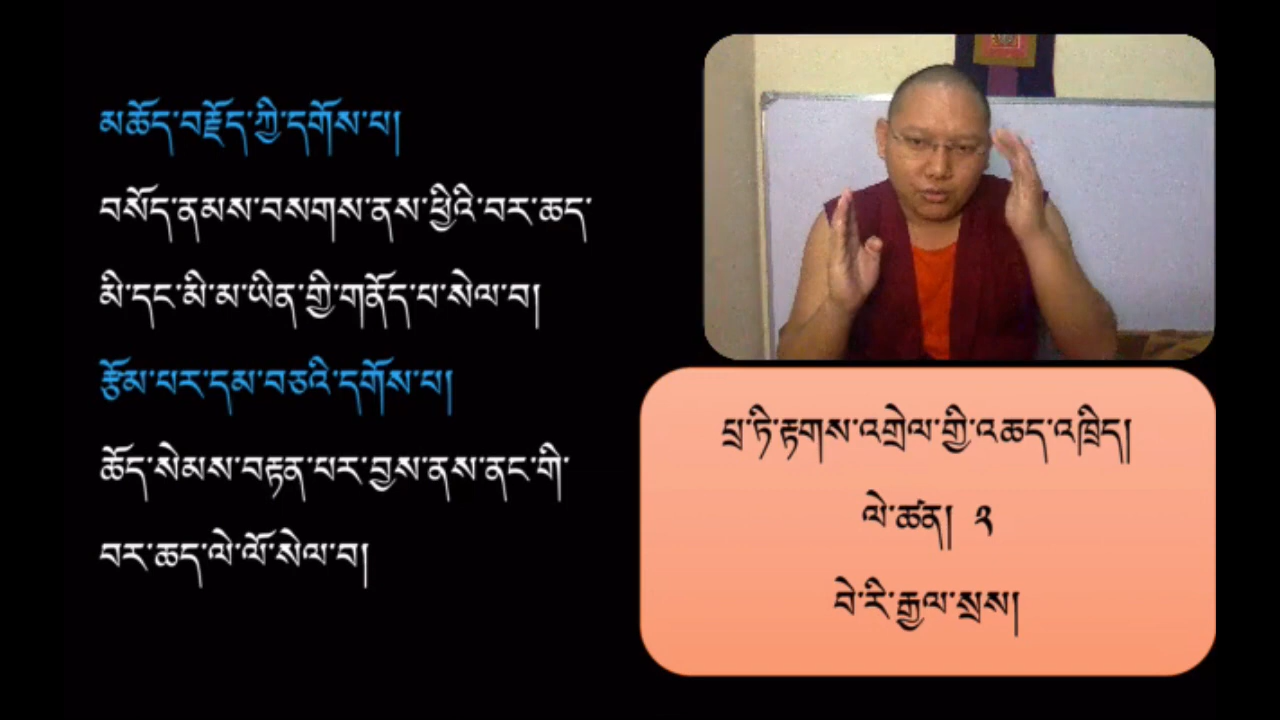 མཆོད་བརྗོད་ཀྱི་དགོས་པ།
བསོད་ནམས་བསགས་ནས་ཕྱིའི་བར་ཆད་
མི་དང་མི་མ་ཡིན་གྱི་གནོད་པ་སེལ་བ།
རྩོམ་པར་དམ་བཅའི་དགོས་པ།
ཚོད་སེམས་བརྟན་པར་བྱས་ནས་ནང་གི་
བར་ཆད་ལེ་ལོ་སེལ་བ།
པྲ་ཏི་རྟགས་འགྲེལ་གྱི་འཆད་འཁྲིད།
ལེ་ཚན། ༢
བེ་རི་རྒྱལ་སྲས།